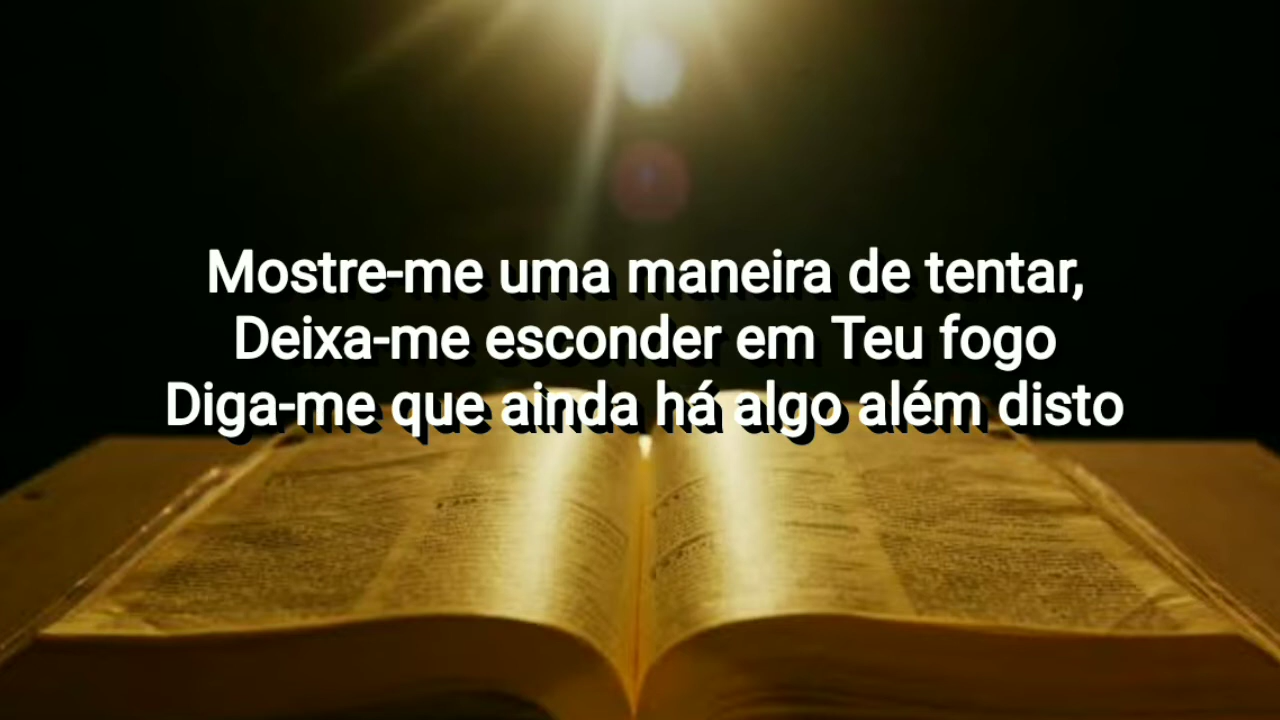 Mostre-me uma maneira de tentar,
Deixa-me esconder em Teu fogo
Diga-me que ainda há algo além disto